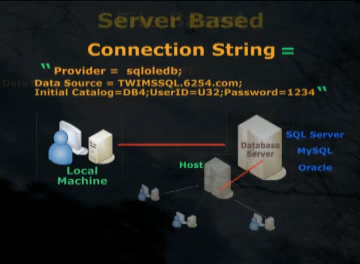 Server Based
Connection String =
" Provider = sqloledb;
Data Source = TWIMSSQL.6254.com;
Initial Catalog=DB4;UserID=U32;Password=1234 "
Local
Machine
Host
Database
Server
SQL Server
MySQL
Oracle